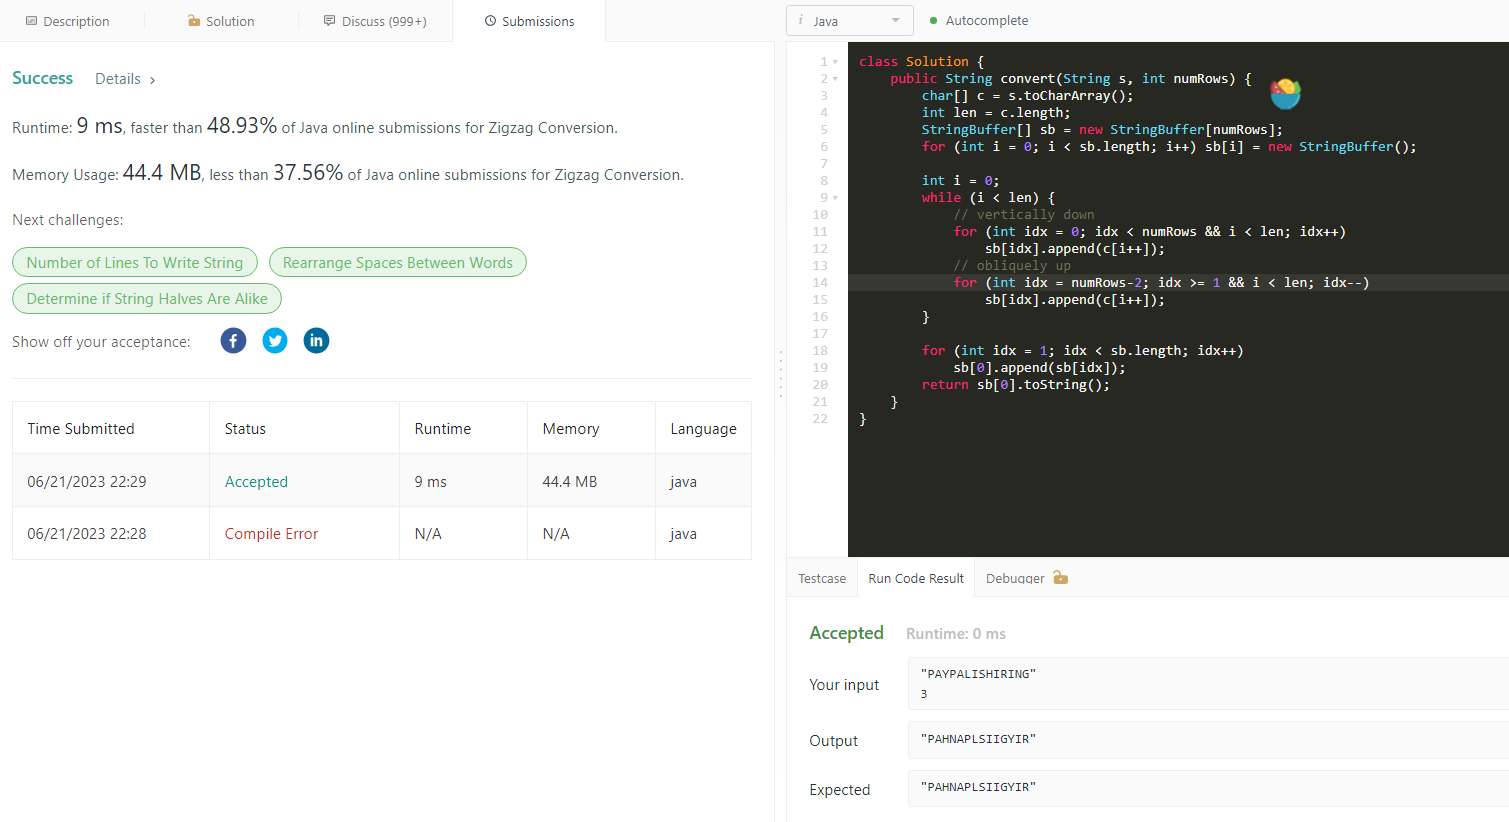 Description
Solution
Discuss (999+)
Submissions
Success
Details >
Runtime: 9 ms, faster than 48.93% of Java online submissions for Zigzag Conversion.
Memory Usage: 44.4 MB, less than 37.56% of Java online submissions for Zigzag Conversion.
Next challenges:
Number of Lines To Write String
Rearrange Spaces Between Words
Determine if String Halves Are Alike
Show off your acceptance:
Time Submitted Status Runtime Memory Language
06/21/2023 22:29 Accepted 9 ms 44.4 MB java
06/21/2023 22:28 Compile Error N/A N/A java
i Java
Autocomplete
1 class Solution {
2     public String convert(String s, int numRows) {
3         char[] c = s.toCharArray();
4         int len = c.length;
5         StringBuffer[] sb = new StringBuffer[numRows];
6         for (int i = 0; i < sb.length; i++) sb[i] = new StringBuffer();
7
8         int i = 0;
9         while (i < len) {
10             // vertically down
11             for (int idx = 0; idx < numRows && i < len; idx++)
12                 sb[idx].append(c[i++]);
13             // obliquely up
14             for (int idx = numRows-2; idx >= 1 && i < len; idx--)
15                 sb[idx].append(c[i++]);
16         }
17
18         for (int idx = 1; idx < sb.length; idx++)
19             sb[0].append(sb[idx]);
20         return sb[0].toString();
21     }
22 }
Testcase
Run Code Result
Debugger
Accepted Runtime: 0 ms
Your input
"PAYPALISHIRING"
3
Output
"PAHNAPLSIIGYIR"
Expected
"PAHNAPLSIIGYIR"